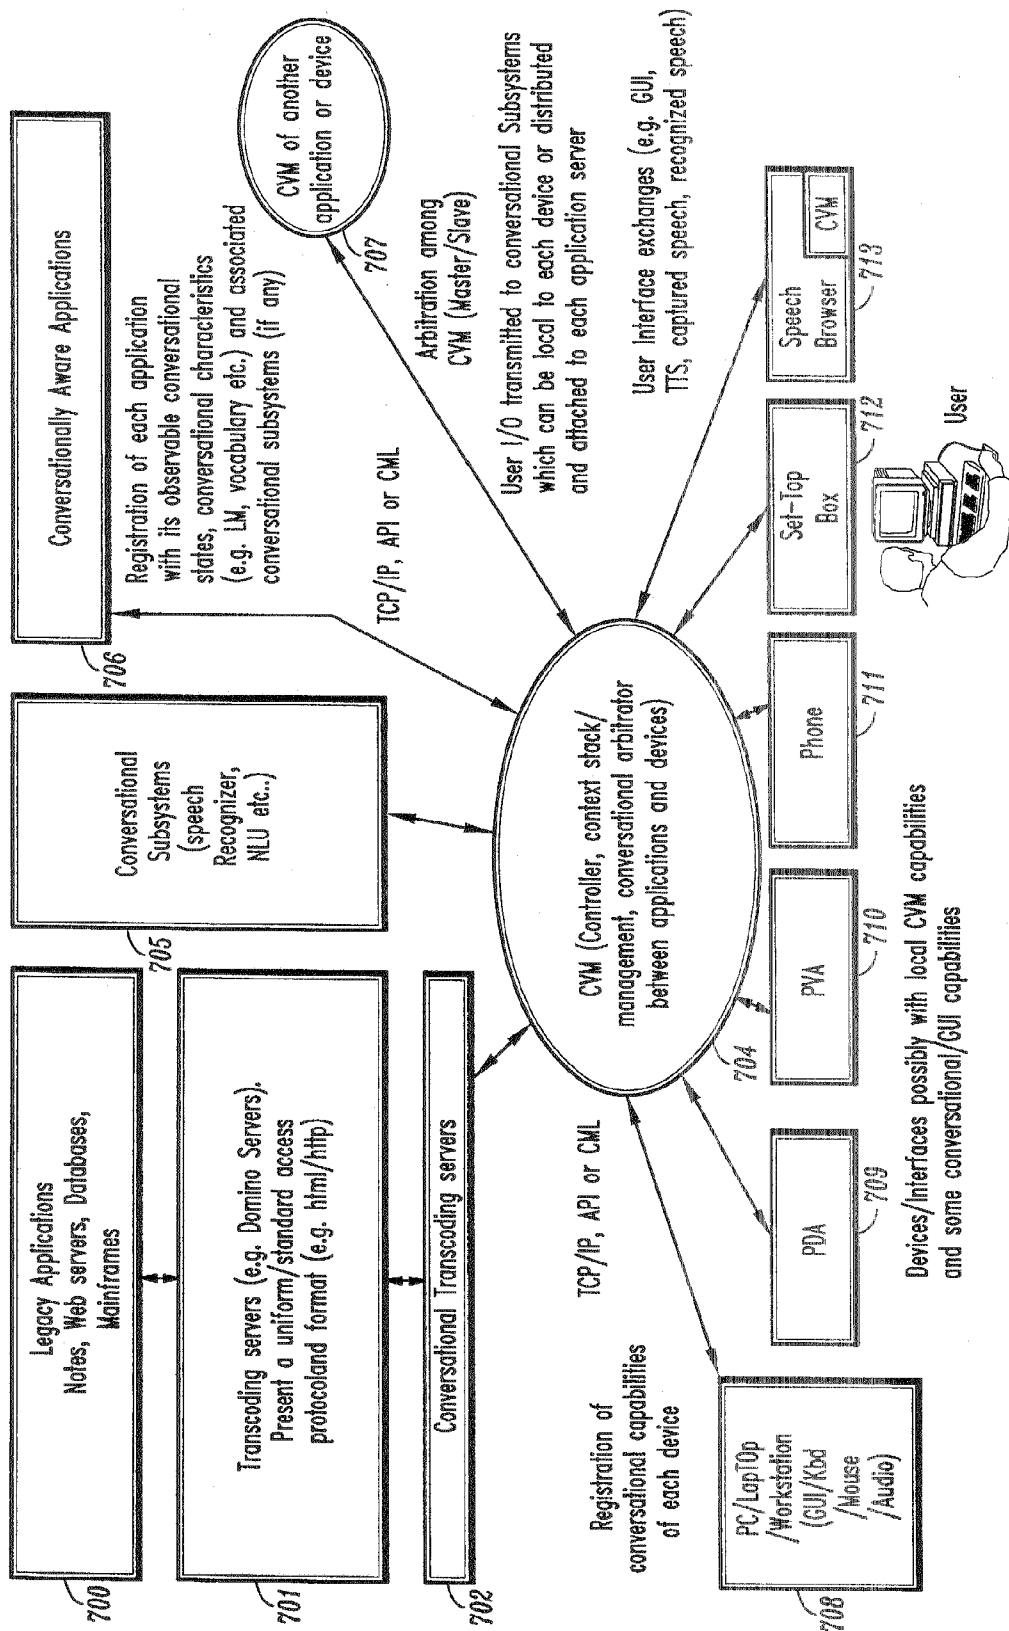 Legacy Applications
Notes, Web servers, Databases,
Mainframes
700
Transcoding servers (e.g. Domino Servers).
Present a uniform/standard access
protocoland format (e.g. html/http)
701
Conversational Transcoding servers
702
Conversational
Subsystems
(speech
Recognizer,
NLU etc..)
705
Conversationally Aware Applications
706
Registration of each application
with its observable conversational
states, conversational characteristics
(e.g. LM, vocabulary etc.) and associated
conversational subsystems (if any)
TCP/IP, API or CML
CVM of another
application or device
707
Arbitration among
CVM (Master/Slave)
User I/O transmitted to conversational Subsystems
which can be local to each device or distributed
and attached to each application server
User Interface exchanges (e.g. GUI,
TTS, captured speech, recognized speech)
CVM (Controller, context stack/
management, conversational arbitrator
between applications and devices)
704
TCP/IP, API or CML
Registration of
conversational capabilities
of each device
PC/LapTOp
/Workstation
(GUI/Kbd
/Mouse
/Audio)
708
PDA
709
PVA
710
Phone
711
Set-Top
Box
712
Speech
Browser
CVM
713
User
Devices/Interfaces possibly with local CVM capabilities
and some conversational/GUI capabilities